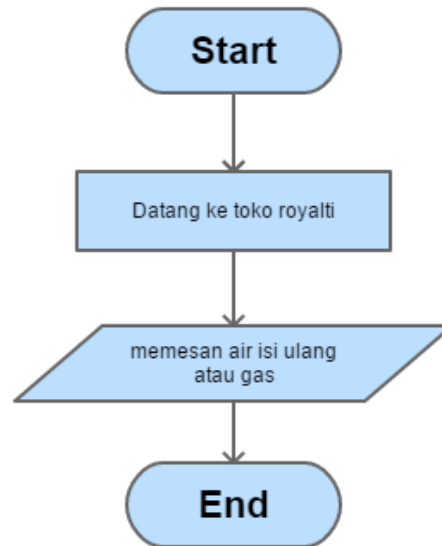 Start
Datang ke toko royalti
memesan air isi ulang
atau gas
End